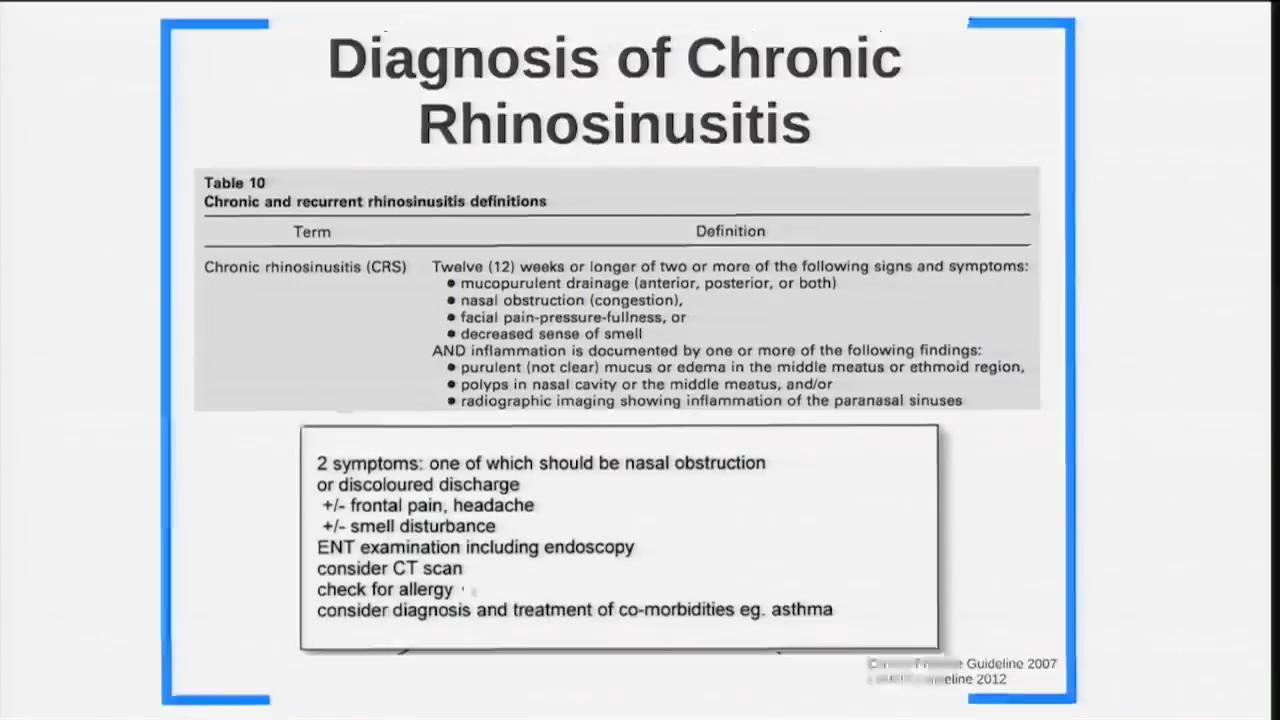 Diagnosis of Chronic
Rhinosinusitis
Table 10
Chronic and recurrent rhinosinusitis definitions
Term Definition
Chronic rhinosinusitis (CRS) Twelve (12) weeks or longer of two or more of the following signs and symptoms:
● mucopurulent drainage (anterior, posterior, or both)
● nasal obstruction (congestion),
● facial pain-pressure-fullness, or
● decreased sense of smell
AND inflammation is documented by one or more of the following findings:
● purulent (not clear) mucus or edema in the middle meatus or ethmoid region,
● polyps in nasal cavity or the middle meatus, and/or
● radiographic imaging showing inflammation of the paranasal sinuses
2 symptoms: one of which should be nasal obstruction
or discoloured discharge
+/- frontal pain, headache
+/- smell disturbance
ENT examination including endoscopy
consider CT scan
check for allergy
consider diagnosis and treatment of co-morbidities eg. asthma
Guideline 2007
2012